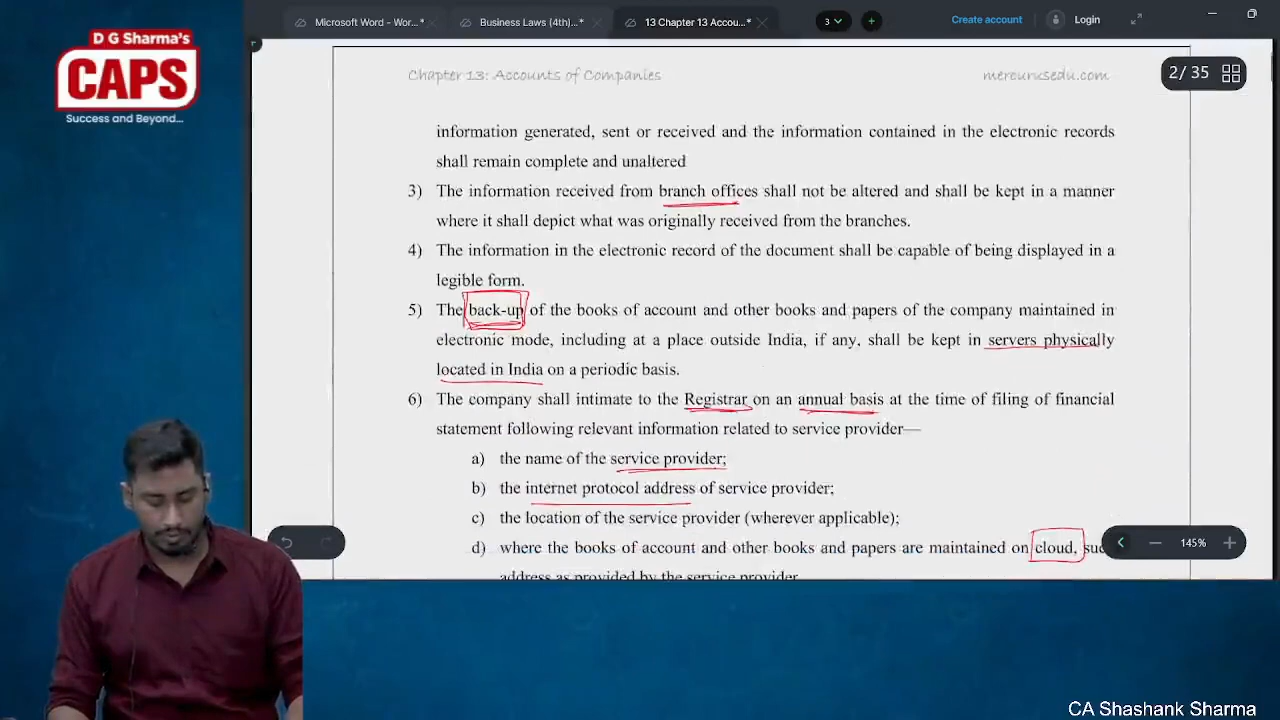 Microsoft Word - Wor...*
Business Laws (4th)...*
13 Chapter 13 Accou...*
3
Create account
Login
D G Sharma's
CAPS
Success and Beyond...
Chapter 13: Accounts of Companies
mercurusedu.com
2/ 35
information generated, sent or received and the information contained in the electronic records
shall remain complete and unaltered
3) The information received from branch offices shall not be altered and shall be kept in a manner
where it shall depict what was originally received from the branches.
4) The information in the electronic record of the document shall be capable of being displayed in a
legible form.
5) The back-up of the books of account and other books and papers of the company maintained in
electronic mode, including at a place outside India, if any, shall be kept in servers physically
located in India on a periodic basis.
6) The company shall intimate to the Registrar on an annual basis at the time of filing of financial
statement following relevant information related to service provider—
a) the name of the service provider;
b) the internet protocol address of service provider;
c) the location of the service provider (wherever applicable);
d) where the books of account and other books and papers are maintained on cloud,
address as provided by the service provider
145%
CA Shashank Sharma